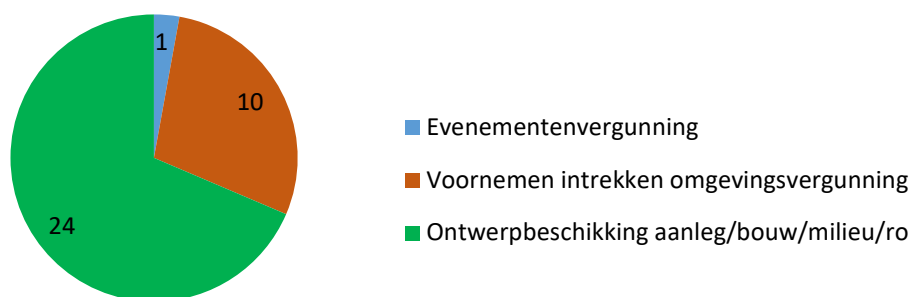 1
10
24
Evenementenvergunning
Voornemen intrekken omgevingsvergunning
Ontwerpbeschikking aanleg/bouw/milieu/ro